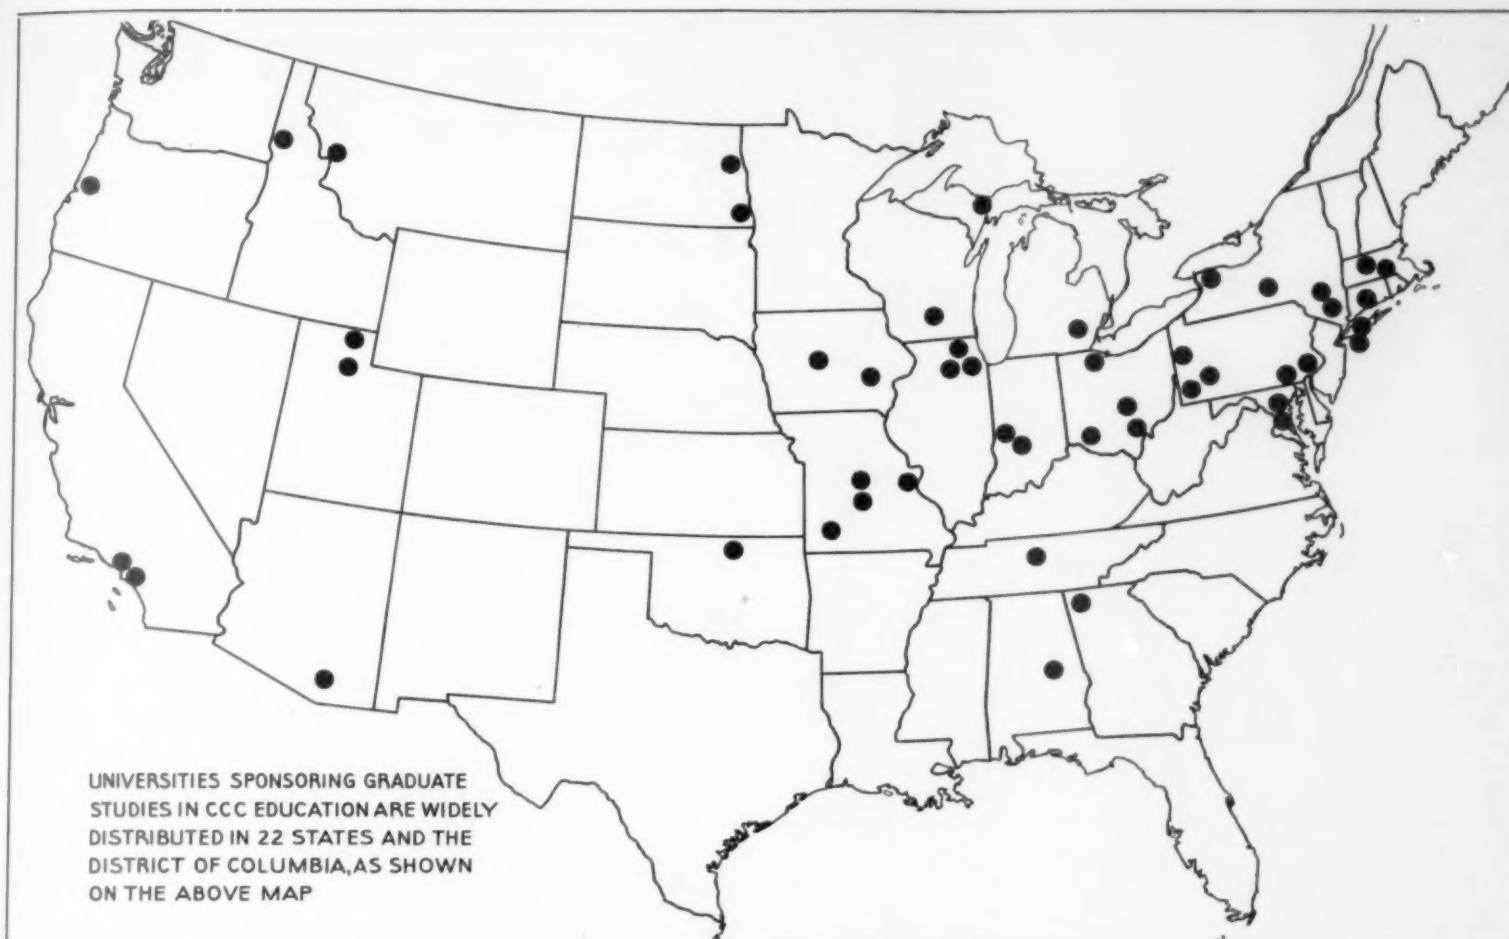 UNIVERSITIES SPONSORING GRADUATE
STUDIES IN CCC EDUCATION ARE WIDELY
DISTRIBUTED IN 22 STATES AND THE
DISTRICT OF COLUMBIA, AS SHOWN
ON THE ABOVE MAP